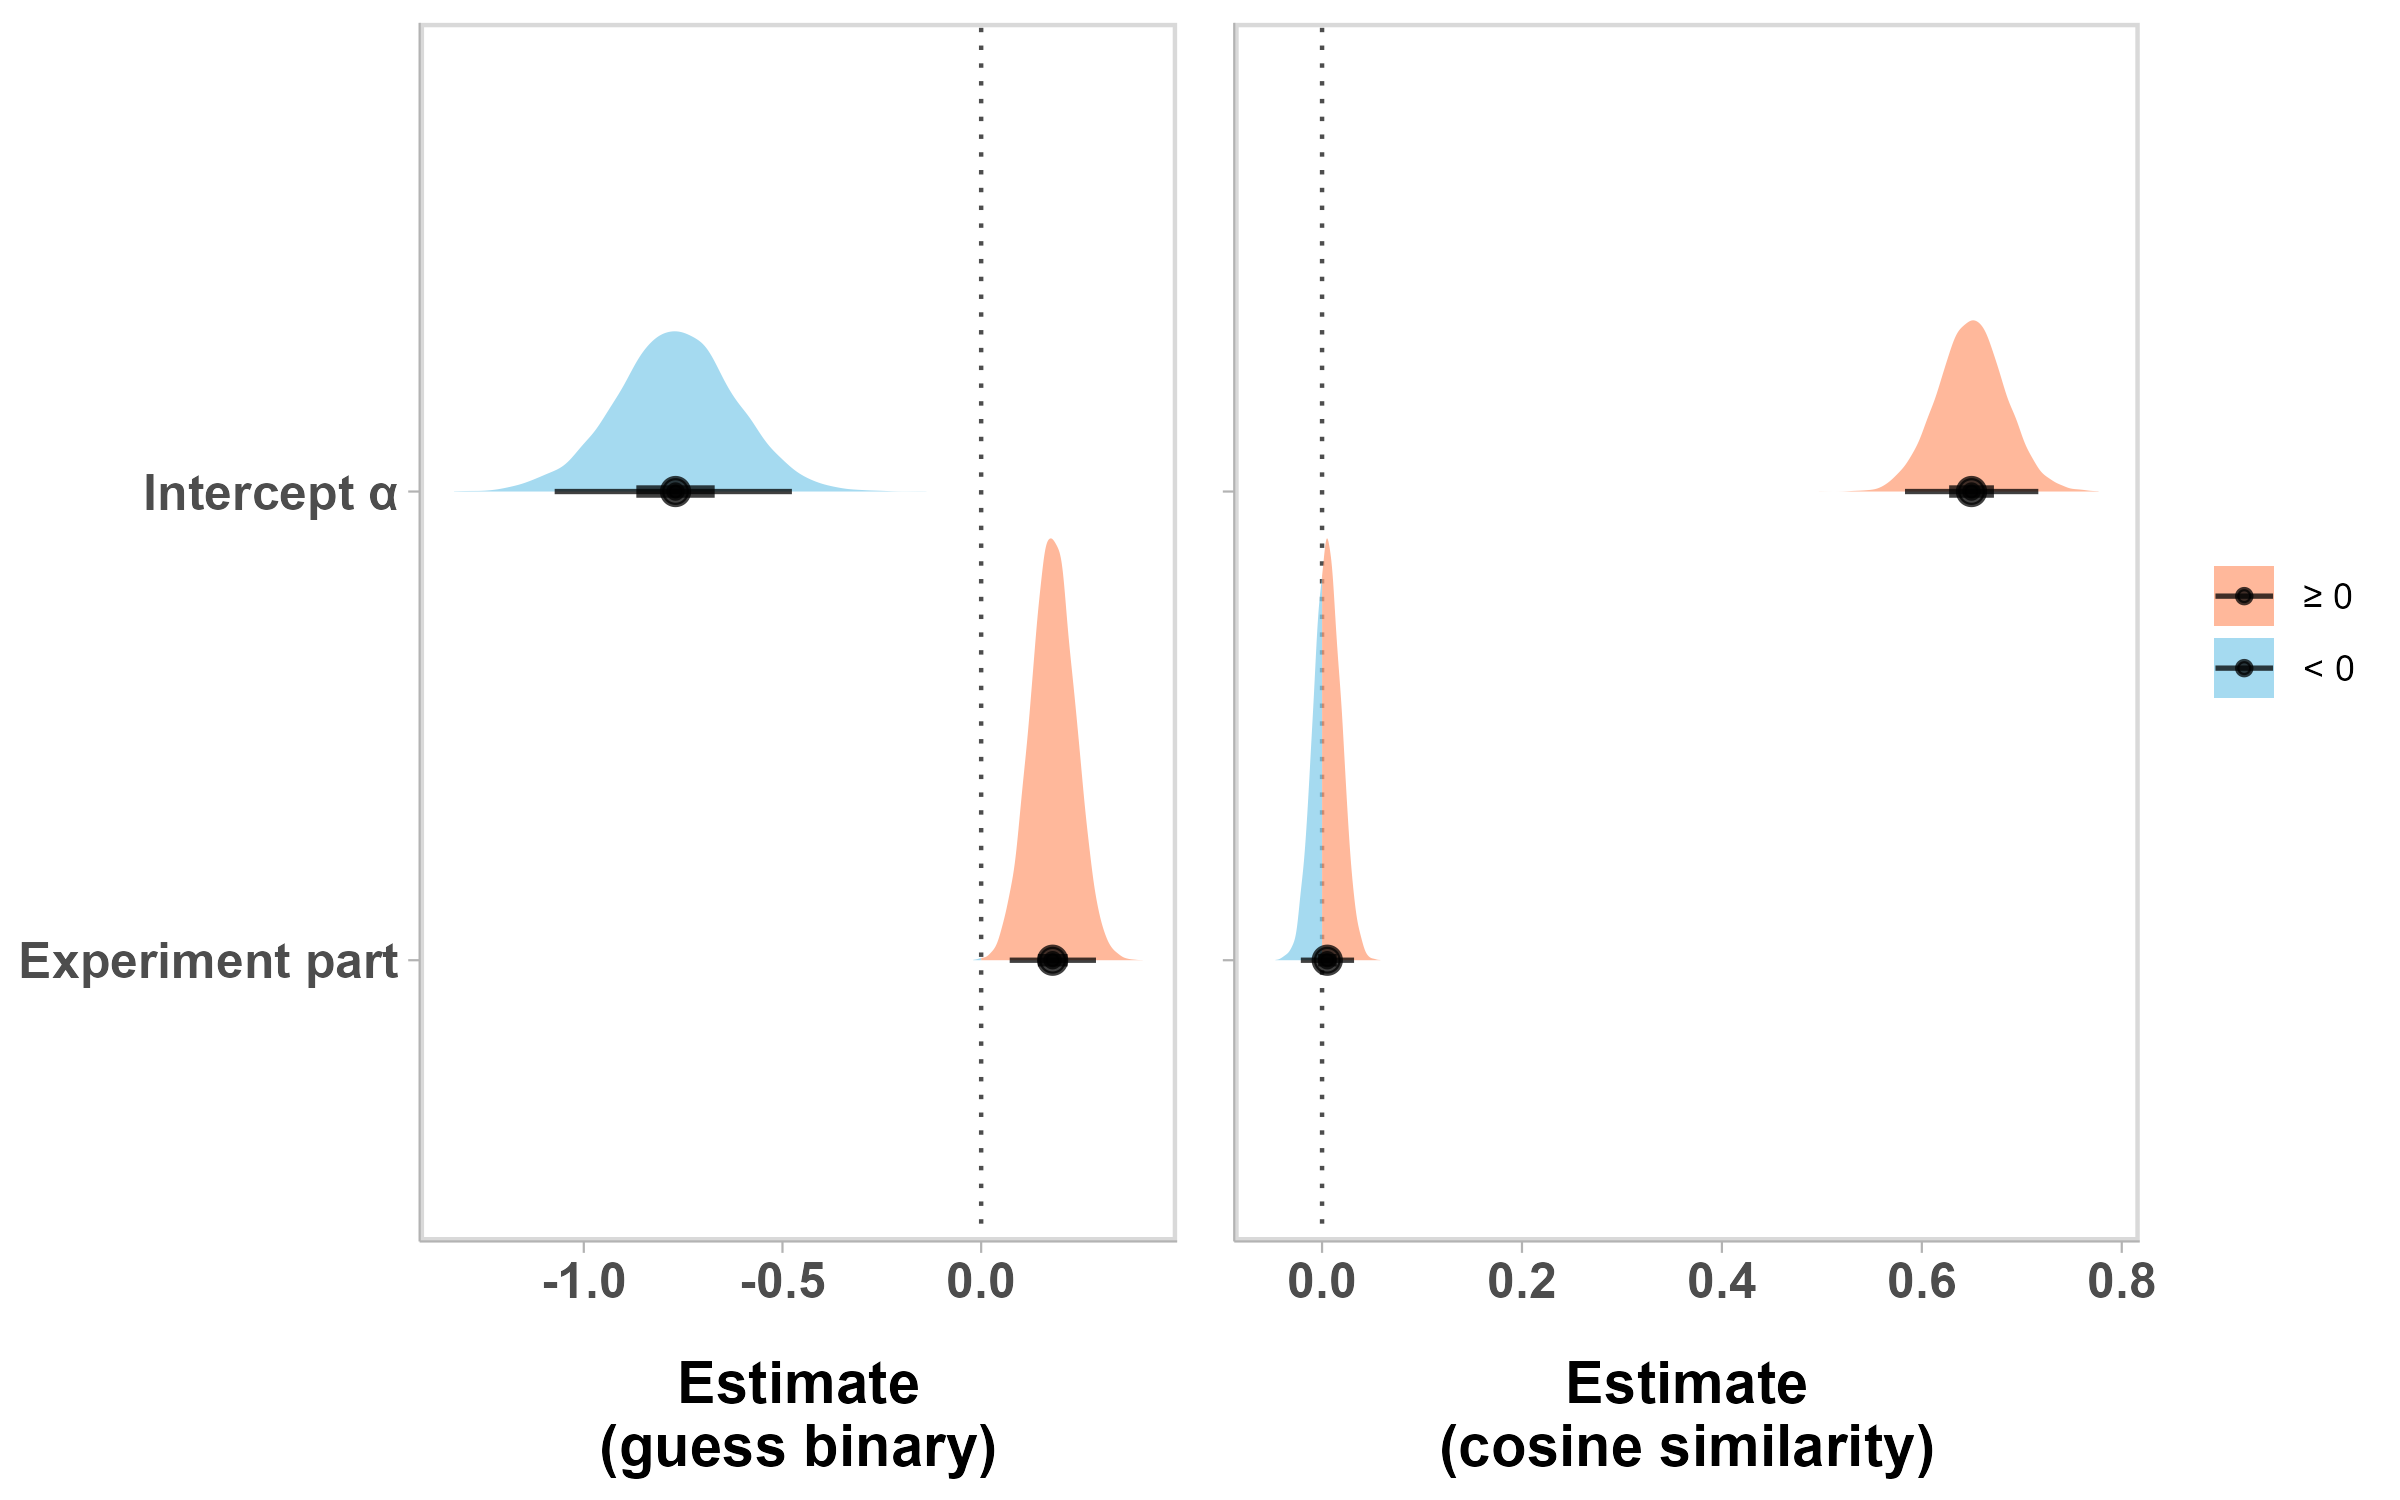 Intercept α
Experiment part
-1.0 -0.5 0.0
0.0 0.2 0.4 0.6 0.8
Estimate
(guess binary)
Estimate
(cosine similarity)
≥ 0
< 0